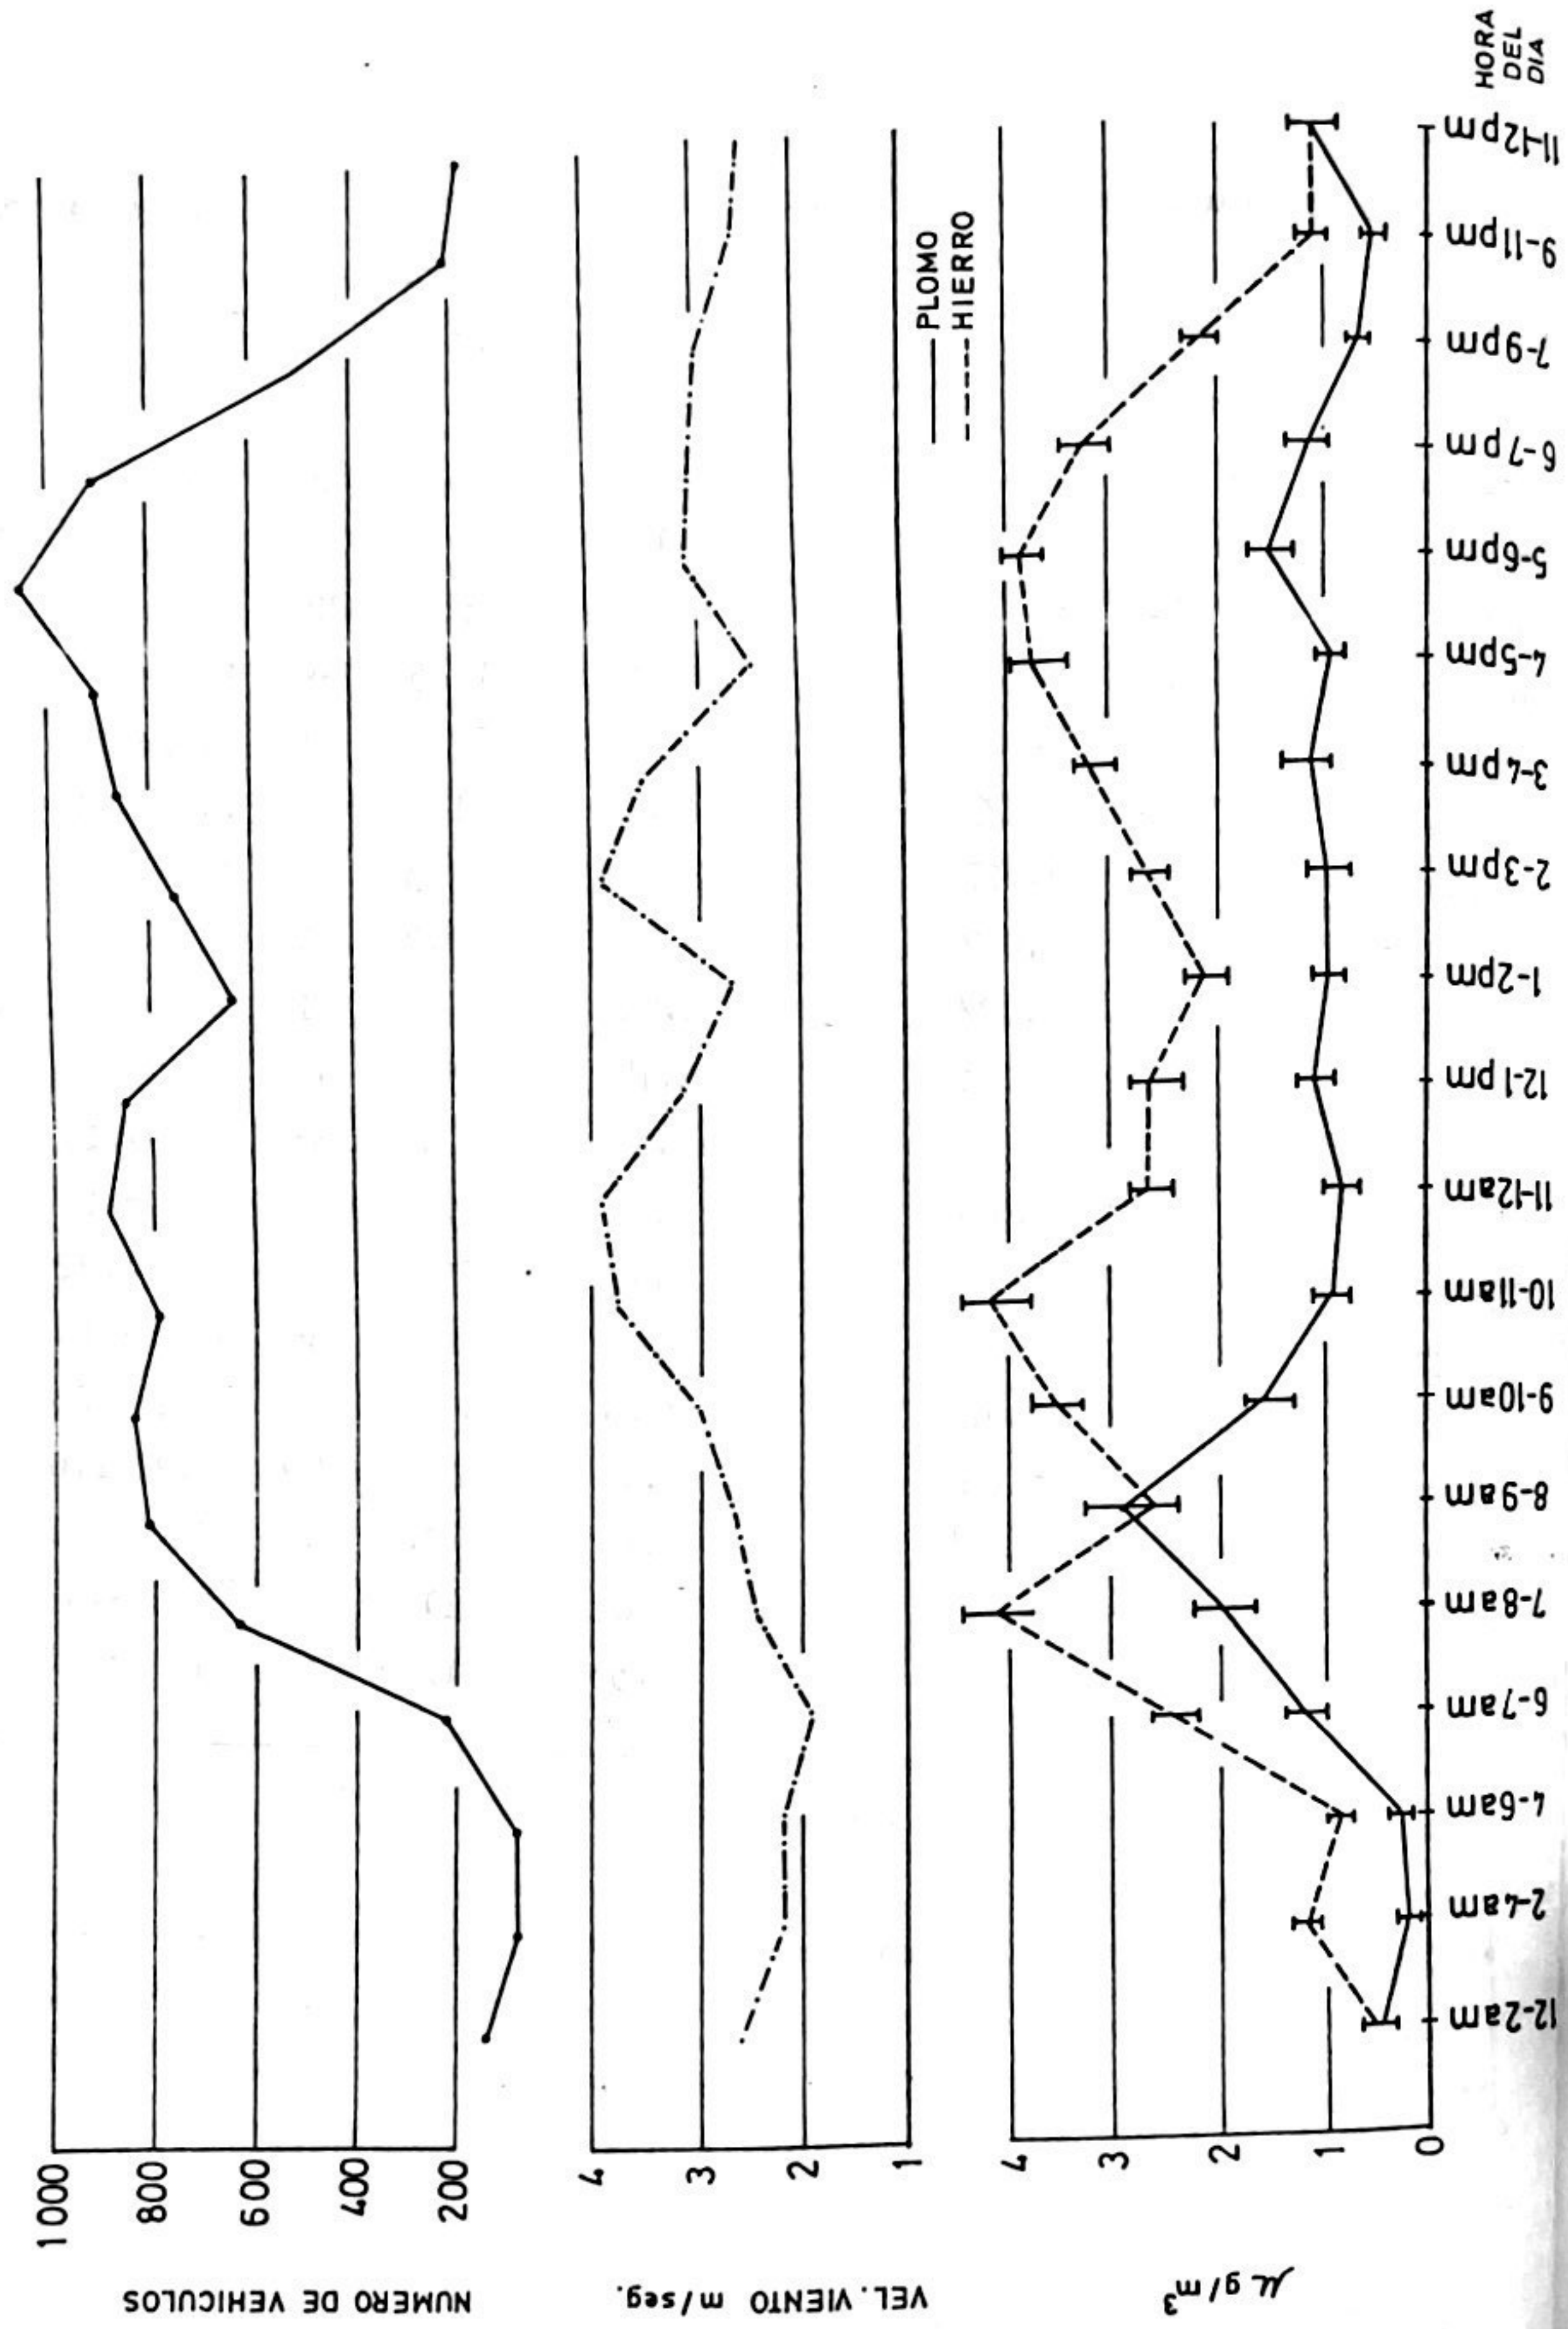 NUMERO DE VEHICULOS
1000
800
600
400
200
VEL. VIENTO m/seg.
4
3
2
1
PLOMO
HIERRO
μg/m³
4
3
2
1
0
12-2am
2-4am
4-6am
6-7am
7-8am
8-9am
9-10am
10-11am
11-12am
12-1pm
1-2pm
2-3pm
3-4pm
4-5pm
5-6pm
6-7pm
7-9pm
9-11pm
11-12pm
HORA
DEL
DIA